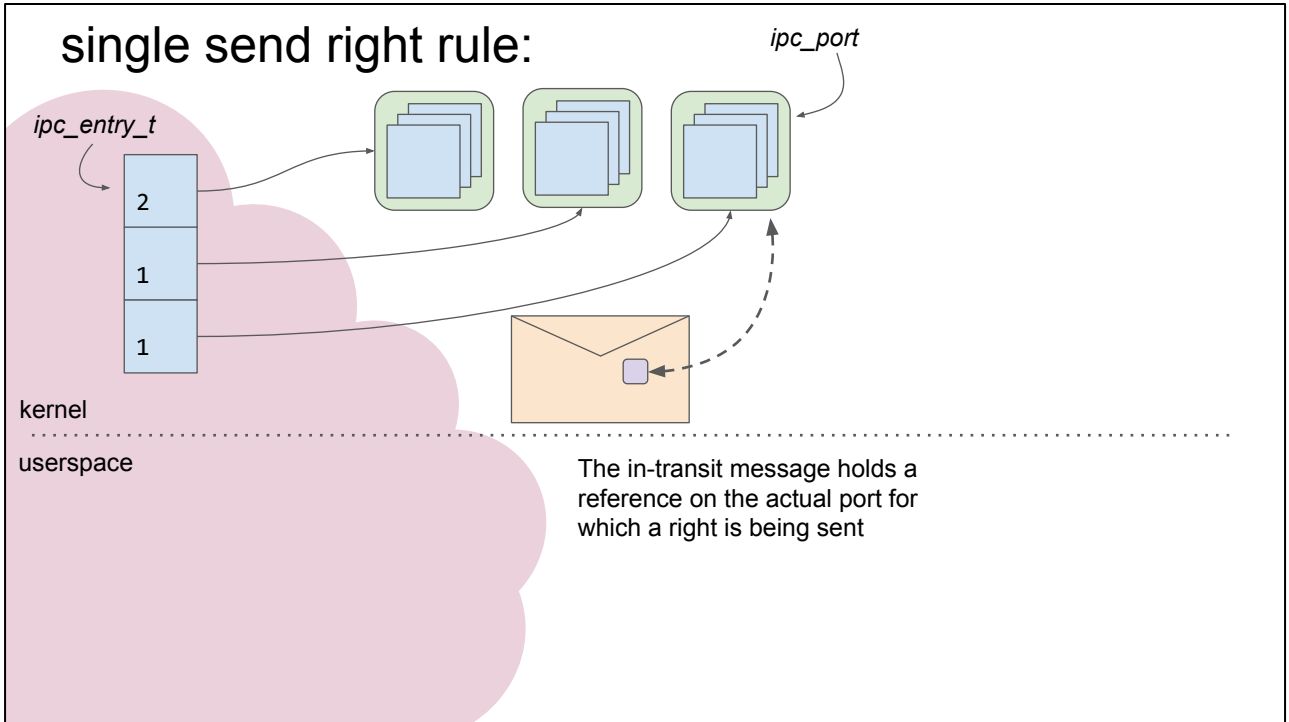 single send right rule:
ipc_port
ipc_entry_t
2
1
1
kernel
userspace
The in-transit message holds a
reference on the actual port for
which a right is being sent